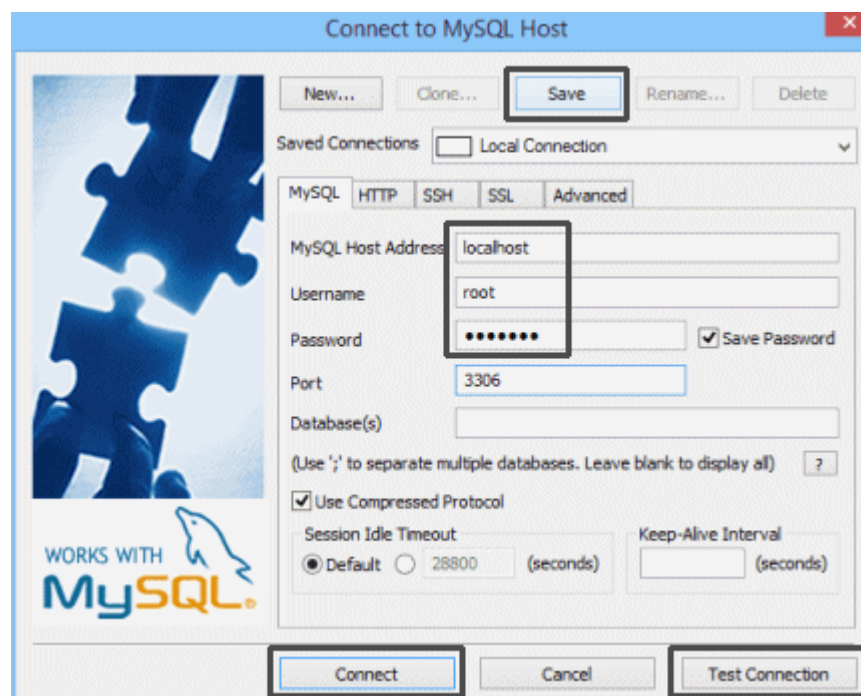 Connect to MySQL Host
New... Clone... Save Rename... Delete
Saved Connections Local Connection
MySQL HTTP SSH SSL Advanced
MySQL Host Address localhost
Username root
Password ••••••• Save Password
Port 3306
Database(s)
(Use ';' to separate multiple databases. Leave blank to display all) ?
Use Compressed Protocol
Session Idle Timeout Keep-Alive Interval
Default 28800 (seconds) (seconds)
WORKS WITH
MySQL®
Connect Cancel Test Connection